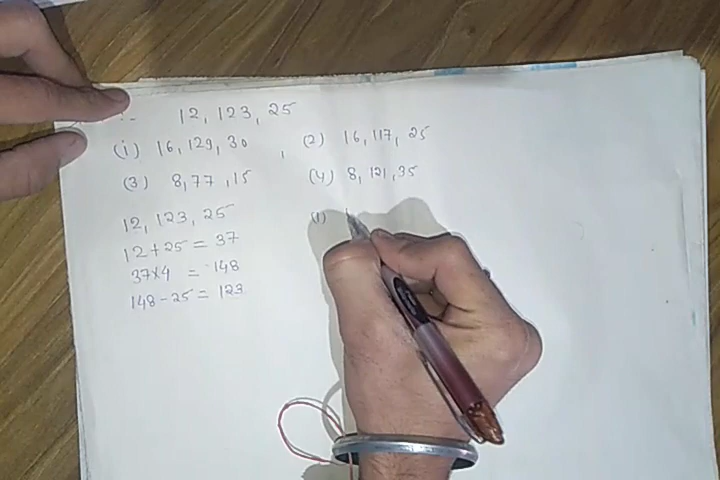 12, 123, 25
(i) 16, 129, 30 , (2) 16, 117, 25
(3) 8, 77, 15 (4) 8, 121, 35
12, 123, 25 (1)
12 + 25 = 37
37 x 4 = 148
148 - 25 = 123